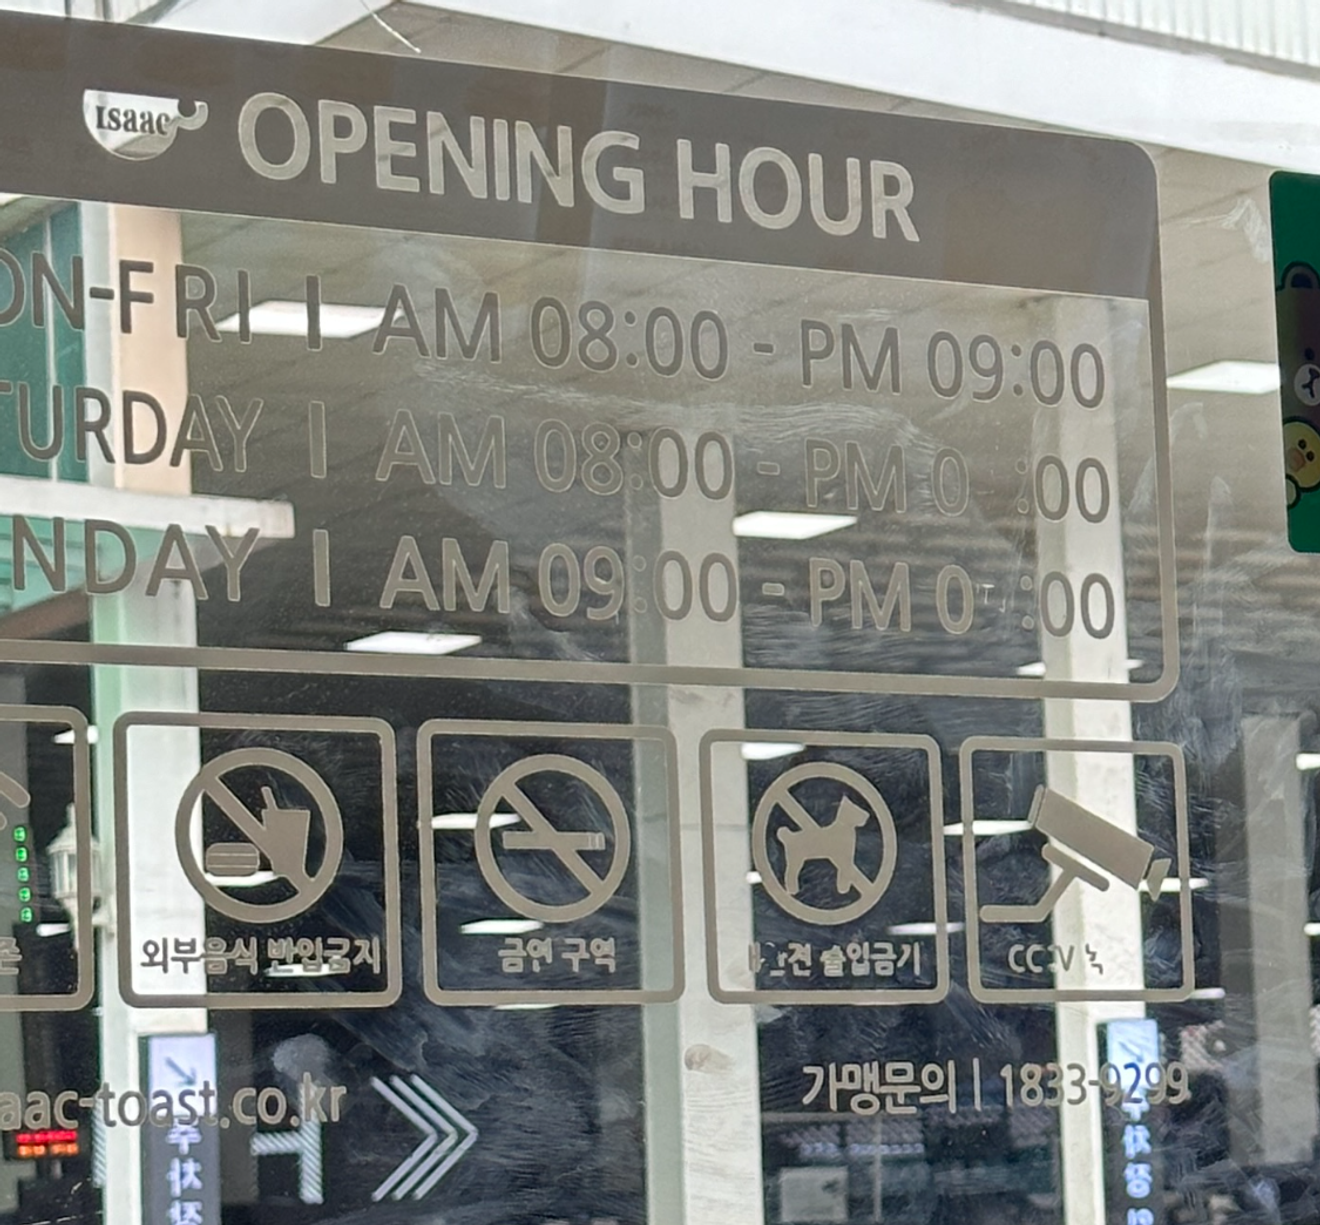 Isaac OPENING HOUR
ON-FRI | AM 08:00 - PM 09:00
TURDAY | AM 08:00 - PM 0 :00
NDAY | AM 09:00 - PM 0 :00
외부음식 반입금지
금연 구역
출입금지
aac-toast.co.kr
가맹문의 | 1833-9299